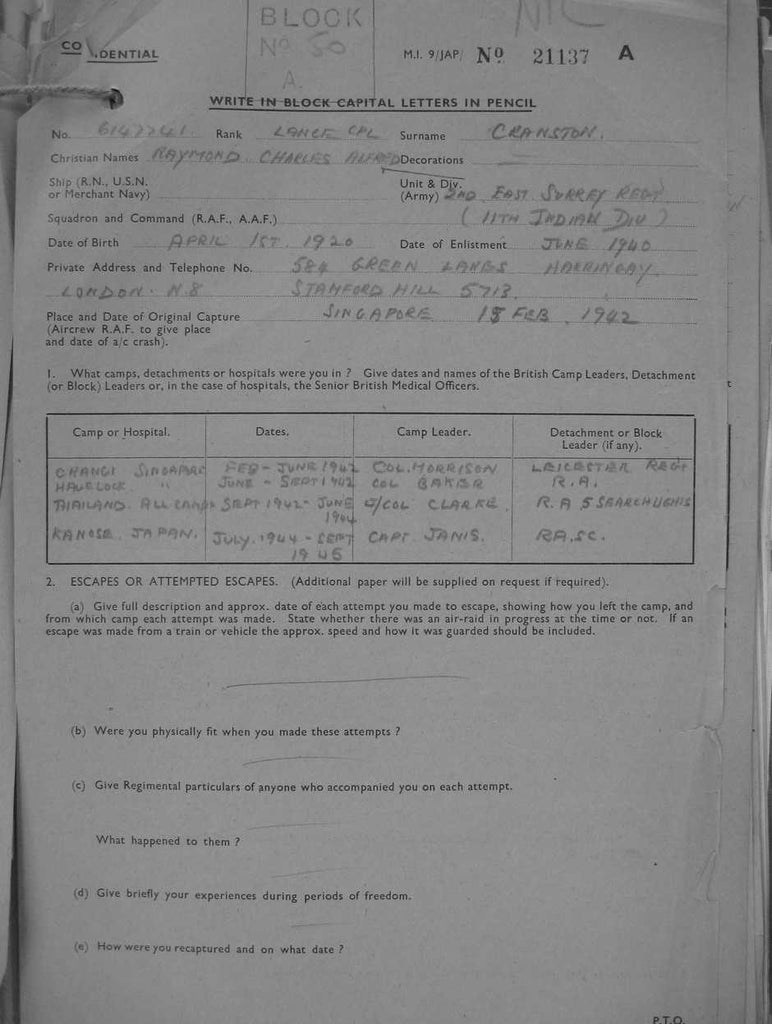 BLOCK
No 50
A.
CO DENTIAL
M.I. 9/JAP/ No 21137 A
WRITE IN BLOCK CAPITAL LETTERS IN PENCIL
No. 6147741 Rank LANCE CPL Surname CRANSTON.
Christian Names RAYMOND CHARLES ALFRED Decorations
Ship (R.N., U.S.N. Unit & Div.
or Merchant Navy) (Army) 2ND EAST SURREY REGT
Squadron and Command (R.A.F., A.A.F.) (11TH INDIAN DIV)
Date of Birth APRIL 1ST. 1920 Date of Enlistment JUNE 1940
Private Address and Telephone No. 584 GREEN LANES HARRINGAY
LONDON. N.8 STAMFORD HILL 5713
Place and Date of Original Capture SINGAPORE 15 FEB. 1942
(Aircrew R.A.F. to give place
and date of a/c crash).
1. What camps, detachments or hospitals were you in ? Give dates and names of the British Camp Leaders, Detachment
(or Block) Leaders or, in the case of hospitals, the Senior British Medical Officers.
Camp or Hospital. Dates. Camp Leader. Detachment or Block
Leader (if any).
CHANGI SINGAPORE FEB - JUNE 1942 COL. MORRISON LEICESTER REGT
HAVELOCK " JUNE - SEPT 1942 COL BAKER R.A.
THAILAND. ALL CAMPS SEPT 1942 - JUNE 1944 L/COL CLARKE R.A 5 SEARCHLIGHTS
KANOSE. JAPAN. JULY. 1944 - SEPT 1945 CAPT JANIS. RA.SC.
2. ESCAPES OR ATTEMPTED ESCAPES. (Additional paper will be supplied on request if required).
(a) Give full description and approx. date of each attempt you made to escape, showing how you left the camp, and
from which camp each attempt was made. State whether there was an air-raid in progress at the time or not. If an
escape was made from a train or vehicle the approx. speed and how it was guarded should be included.
(b) Were you physically fit when you made these attempts ?
(c) Give Regimental particulars of anyone who accompanied you on each attempt.
What happened to them ?
(d) Give briefly your experiences during periods of freedom.
(e) How were you recaptured and on what date ?
P.T.O.